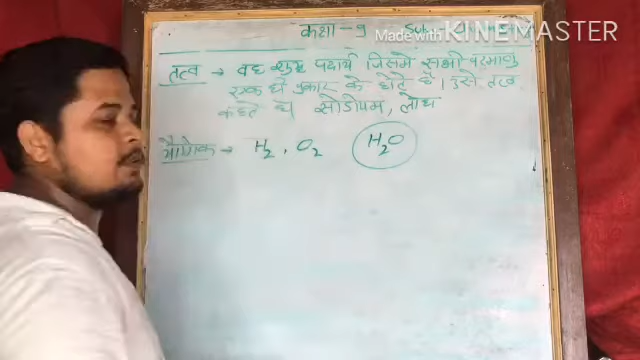 कक्षा - 9 Sub
Made with KINEMASTER
तत्व → वह शुद्ध पदार्थ जिसमे सभी परमाणु
एक ही प्रकार के होते है। उसे तत्व
कहते है। सोडीयम, लोहा
यौगिक → H₂, O₂ H₂O